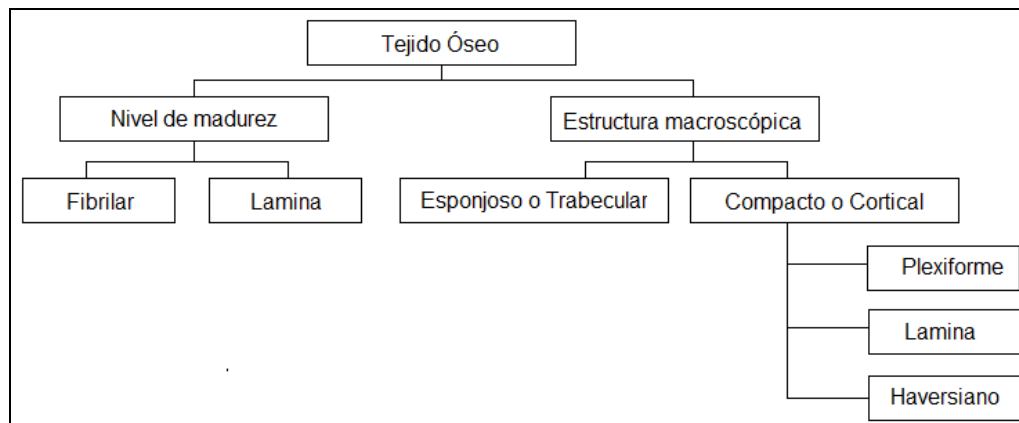 Tejido Óseo
Nivel de madurez
Estructura macroscópica
Fibrilar
Lamina
Esponjoso o Trabecular
Compacto o Cortical
Plexiforme
Lamina
Haversiano